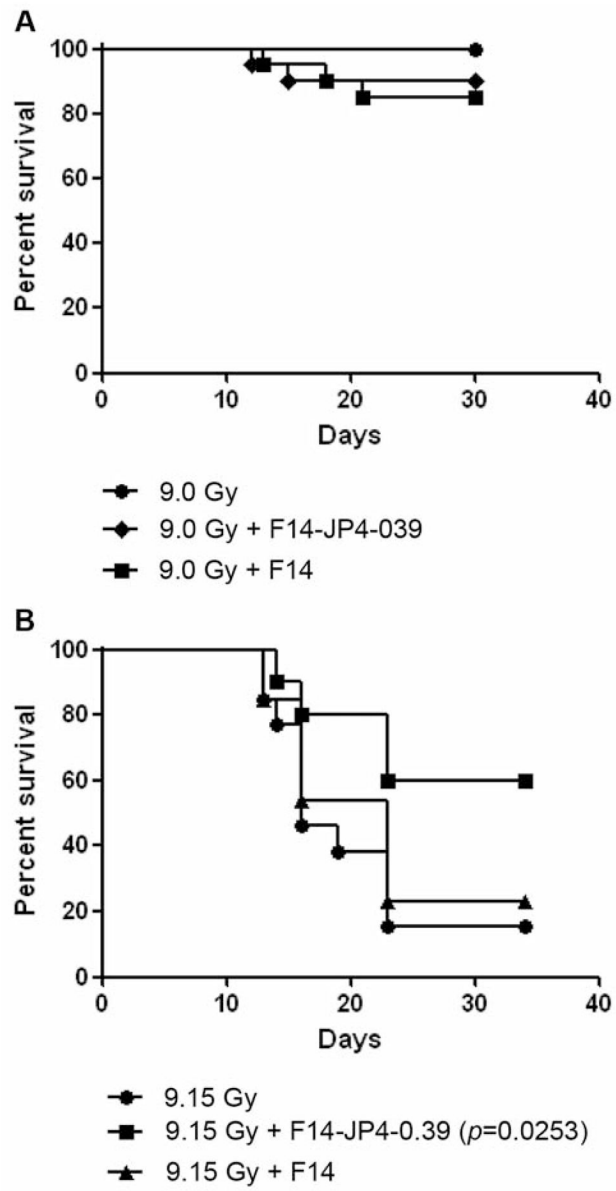 A
100
80
60
40
20
0
Percent survival
0 10 20 30 40
Days
9.0 Gy
9.0 Gy + F14-JP4-039
9.0 Gy + F14
B
100
80
60
40
20
0
Percent survival
0 10 20 30 40
Days
9.15 Gy
9.15 Gy + F14-JP4-0.39 (p=0.0253)
9.15 Gy + F14